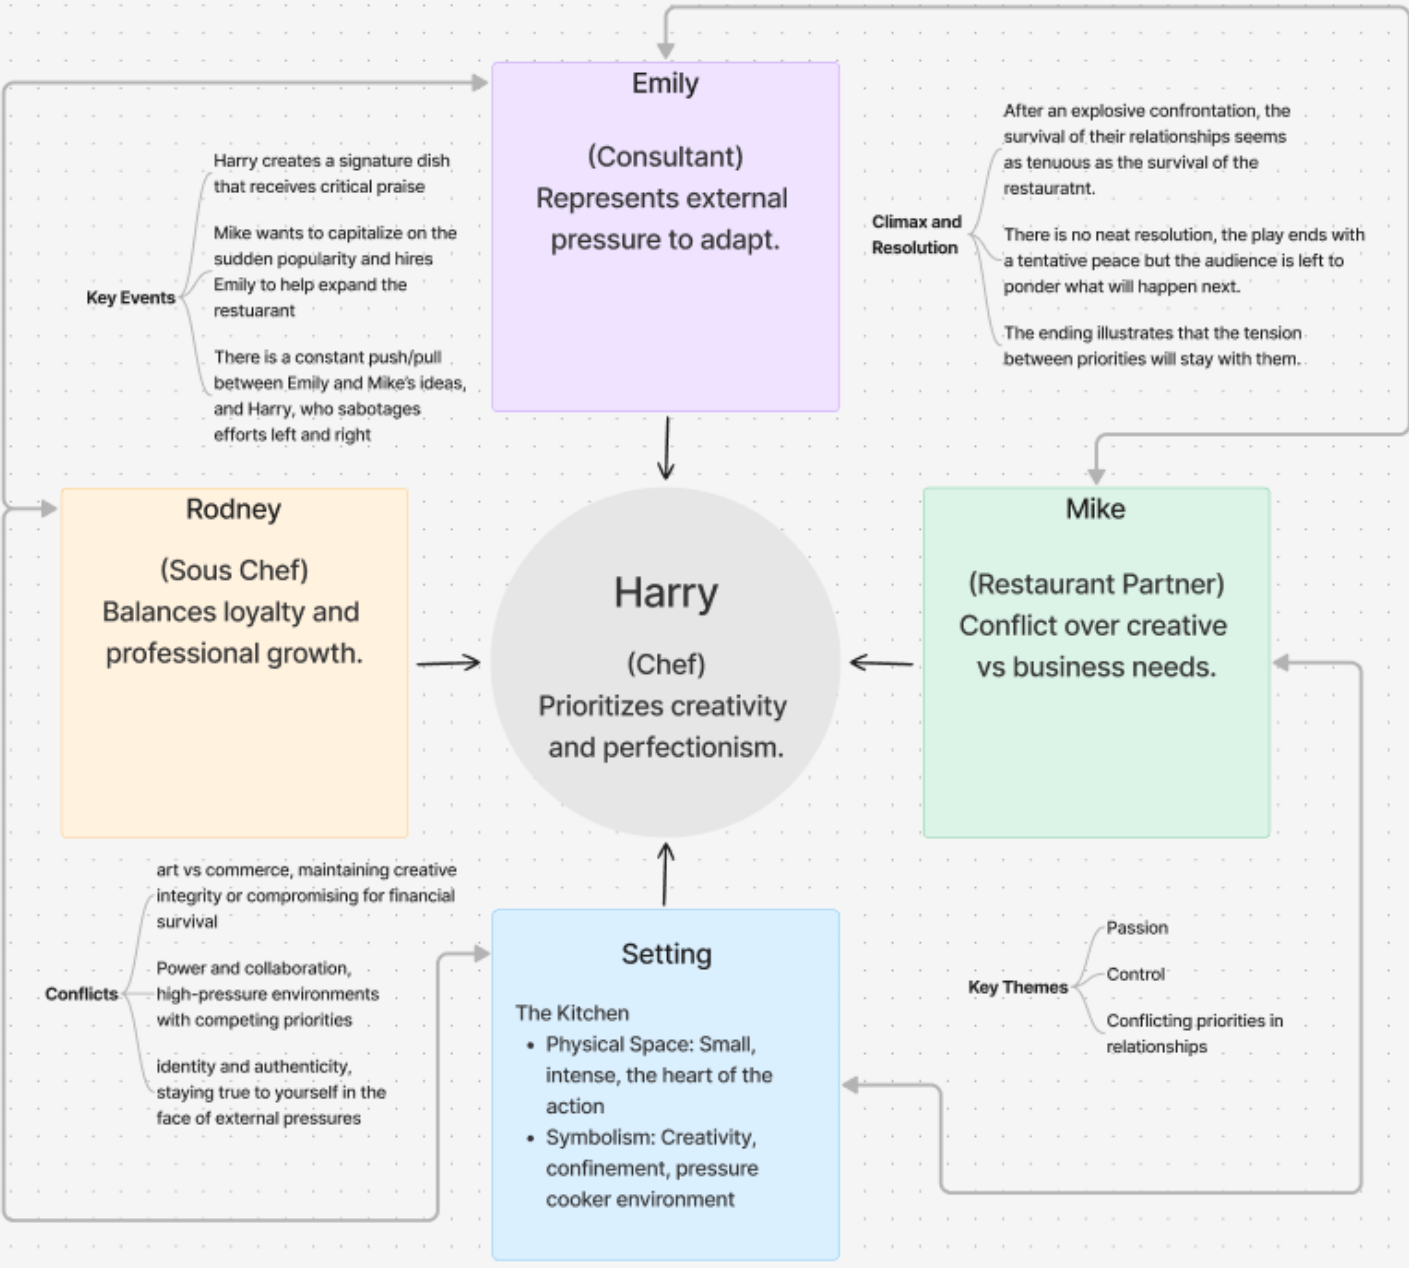 Emily
(Consultant)
Represents external
pressure to adapt.
Key Events
Harry creates a signature dish
that receives critical praise
Mike wants to capitalize on the
sudden popularity and hires
Emily to help expand the
restuarant
There is a constant push/pull
between Emily and Mike's ideas,
and Harry, who sabotages
efforts left and right
Climax and
Resolution
After an explosive confrontation, the
survival of their relationships seems
as tenuous as the survival of the
restauratnt.
There is no neat resolution, the play ends with
a tentative peace but the audience is left to
ponder what will happen next.
The ending illustrates that the tension
between priorities will stay with them.
Rodney
(Sous Chef)
Balances loyalty and
professional growth.
Harry
(Chef)
Prioritizes creativity
and perfectionism.
Mike
(Restaurant Partner)
Conflict over creative
vs business needs.
Conflicts
art vs commerce, maintaining creative
integrity or compromising for financial
survival
Power and collaboration,
high-pressure environments
with competing priorities
identity and authenticity,
staying true to yourself in the
face of external pressures
Setting
The Kitchen
• Physical Space: Small,
intense, the heart of the
action
• Symbolism: Creativity,
confinement, pressure
cooker environment
Key Themes
Passion
Control
Conflicting priorities in
relationships